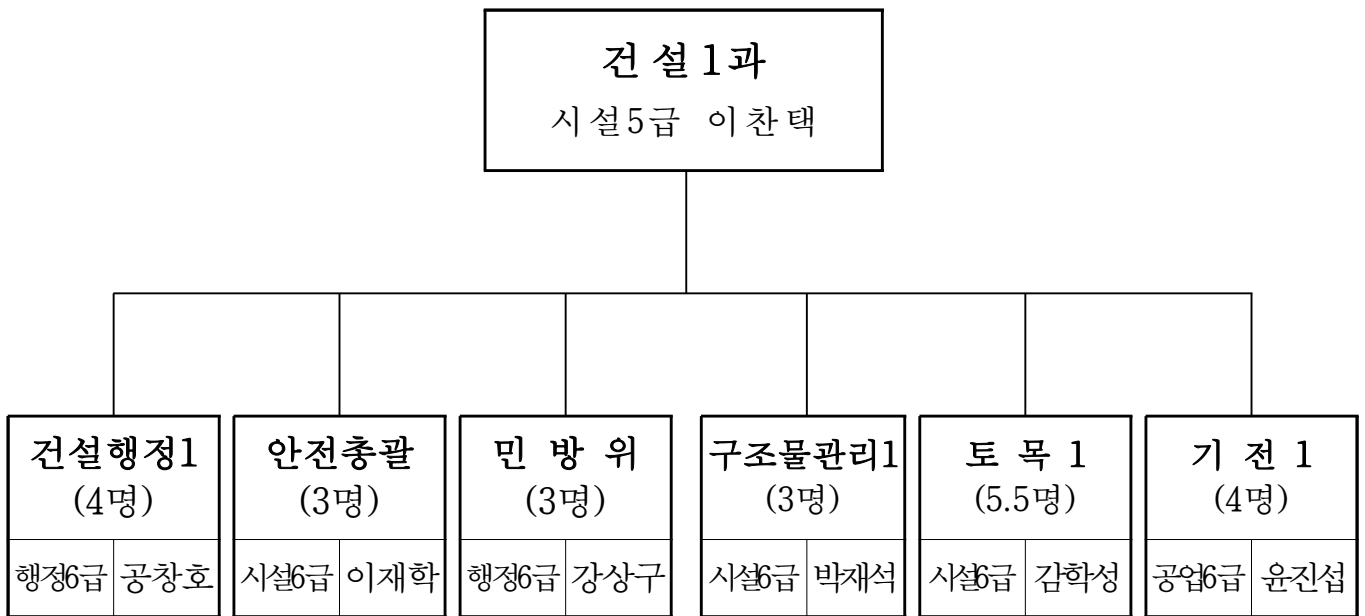 건 설 1 과
시설5급 이찬택
건설행정1
(4명)
행정6급 공창호
안전총괄
(3명)
시설6급 이재학
민 방 위
(3명)
행정6급 강상구
구조물관리1
(3명)
시설6급 박재석
토 목 1
(5.5명)
시설6급 김학성
기 전 1
(4명)
공업6급 윤진섭